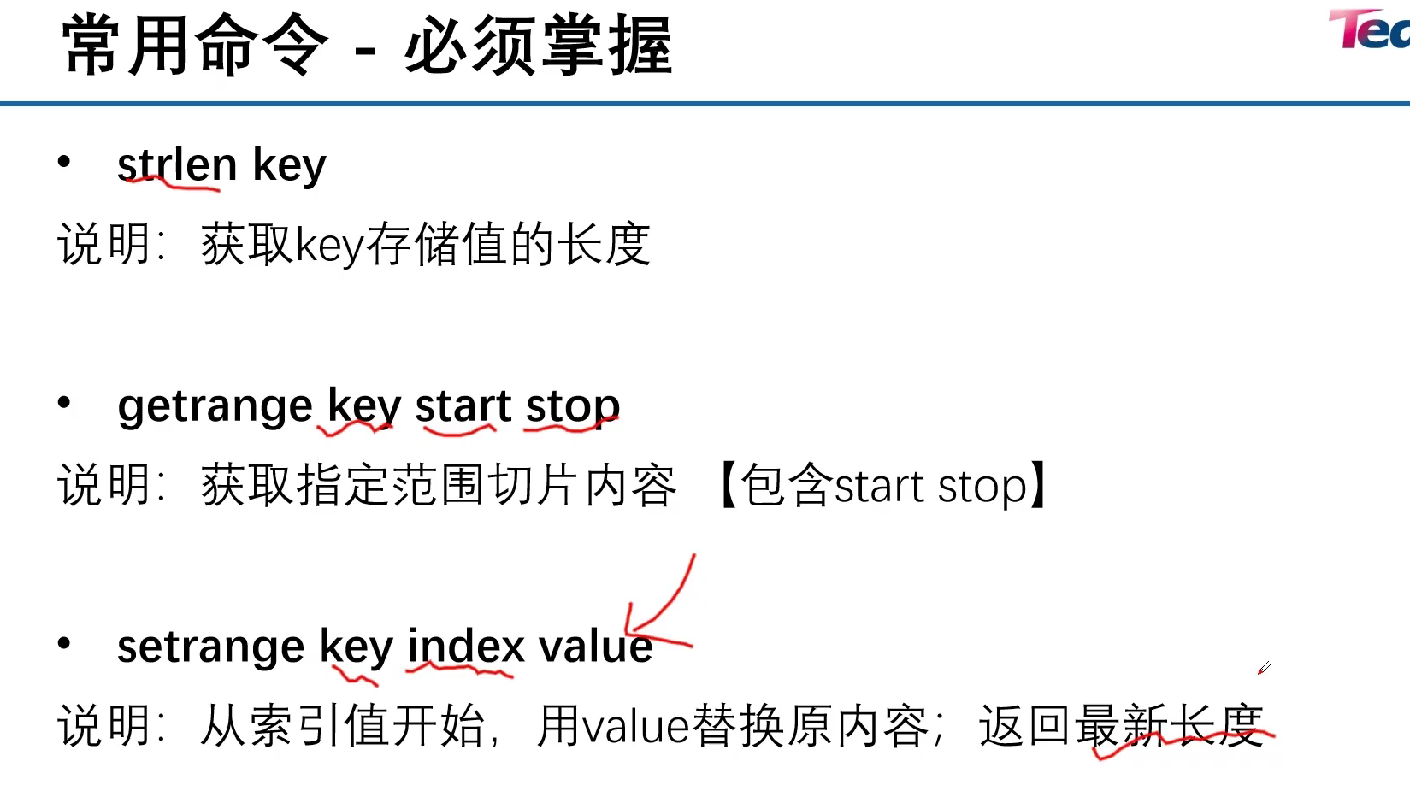 常用命令 - 必须掌握
• strlen key
说明：获取key存储值的长度
• getrange key start stop
说明：获取指定范围切片内容 【包含start stop】
• setrange key index value
说明：从索引值开始，用value替换原内容；返回最新长度